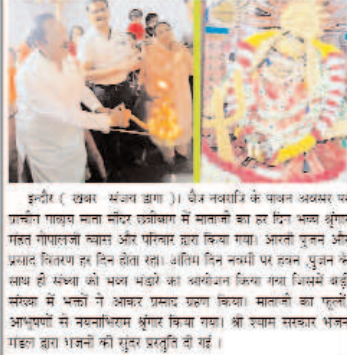 इन्दौर ( खबर संजय डागा )। चैत्र नवरात्रि के पावन अवसर पर
प्राचीन पाछाय माता मंदिर छत्रीबाग में माताजी का हर दिन भव्य श्रृंगार
महंत गोपालजी व्यास और परिवार द्वारा किया गया। आरती पूजन और
प्रसाद वितरण हर दिन होता रहा। अंतिम दिन नवमी पर हवन ,पूजन के
साथ ही संध्या को भव्य भंडारे का आयोजन किया गया जिसमें बड़ी
संख्या में भक्तों ने आकर प्रसाद ग्रहण किया। माताजी का फूलों
आभूषणों से नयनाभिराम श्रृंगार किया गया। श्री श्याम सरकार भजन
मंडल द्वारा भजनों की सुंदर प्रस्तुति दी गई ।